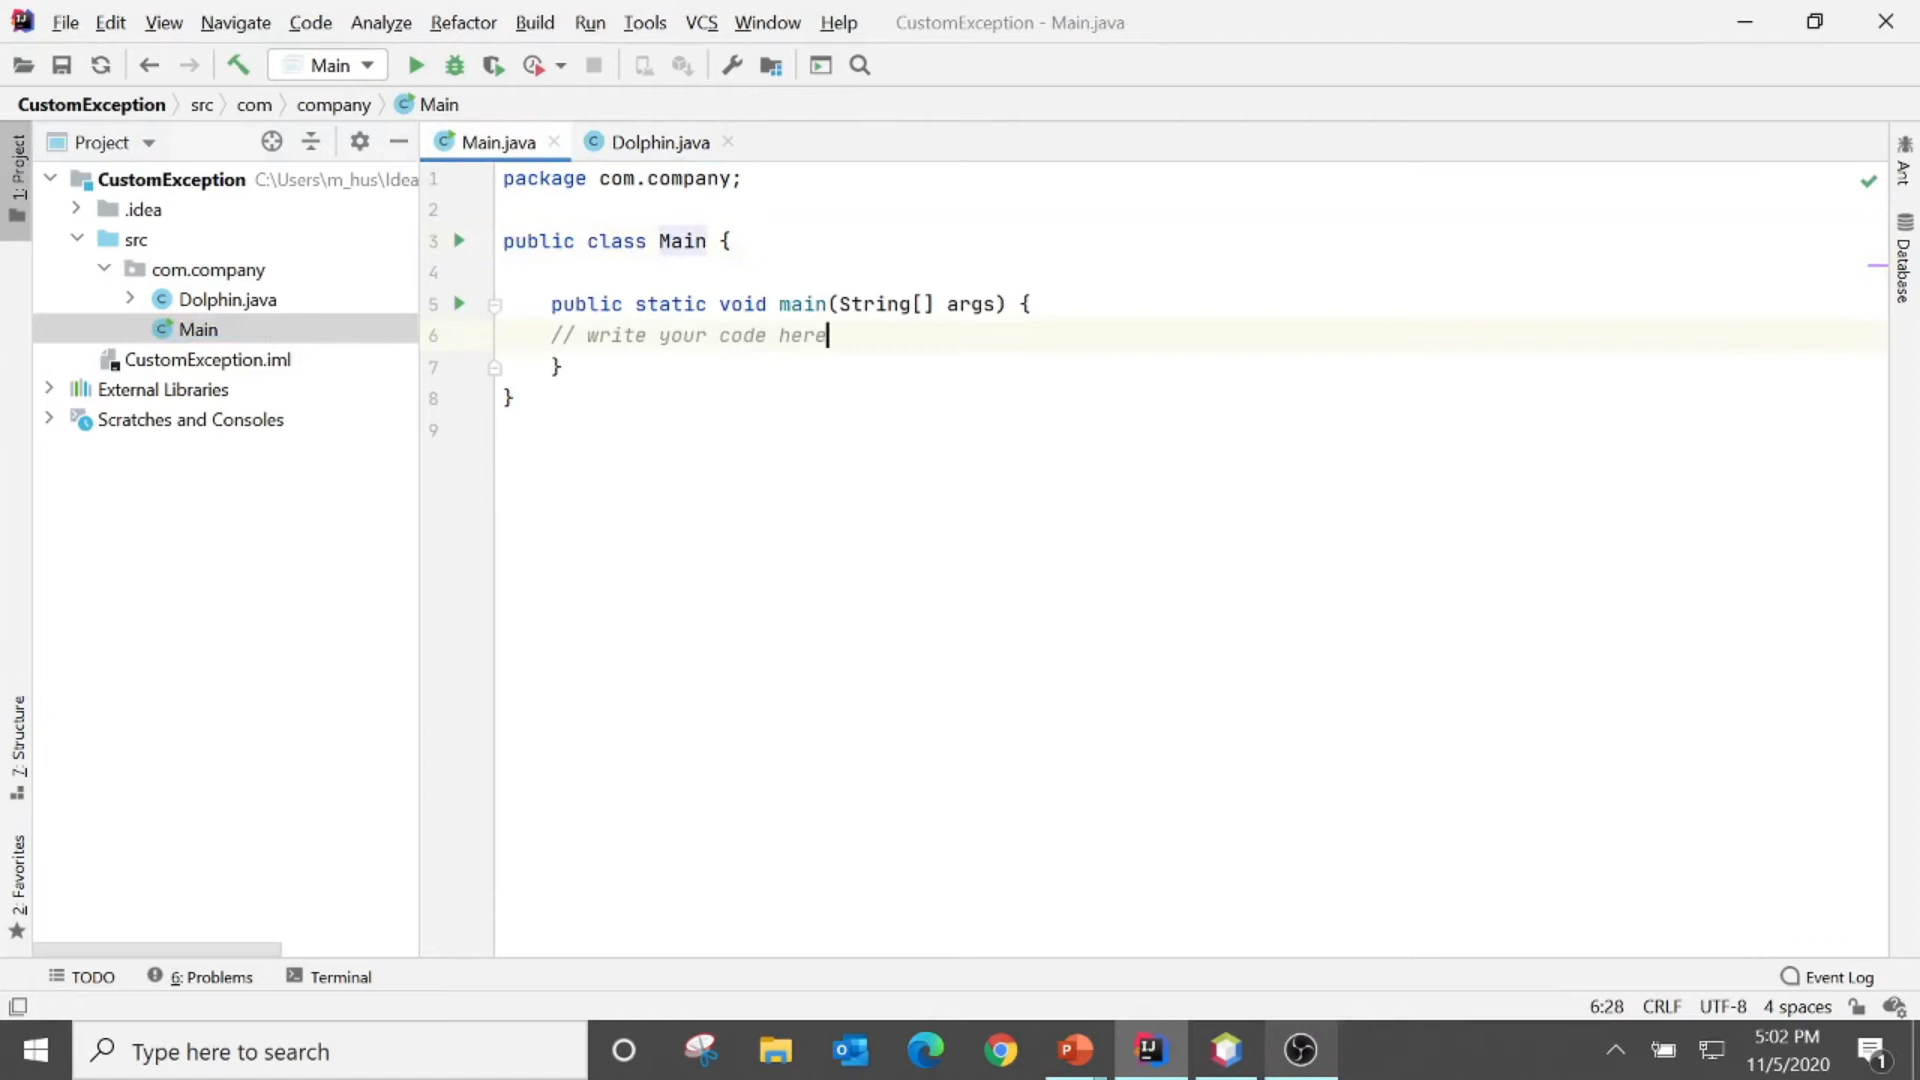 File Edit View Navigate Code Analyze Refactor Build Run Tools VCS Window Help CustomException - Main.java
Main
CustomException src com company Main
Project
Main.java Dolphin.java
1: Project
CustomException C:\Users\m_hus\Idea
.idea
src
com.company
Dolphin.java
Main
CustomException.iml
External Libraries
Scratches and Consoles
1 package com.company;
2
3 public class Main {
4
5 public static void main(String[] args) {
6 // write your code here
7 }
8 }
9
Ant
Database
7: Structure
2: Favorites
TODO 6: Problems Terminal Event Log
6:28 CRLF UTF-8 4 spaces
Type here to search
5:02 PM
11/5/2020
1